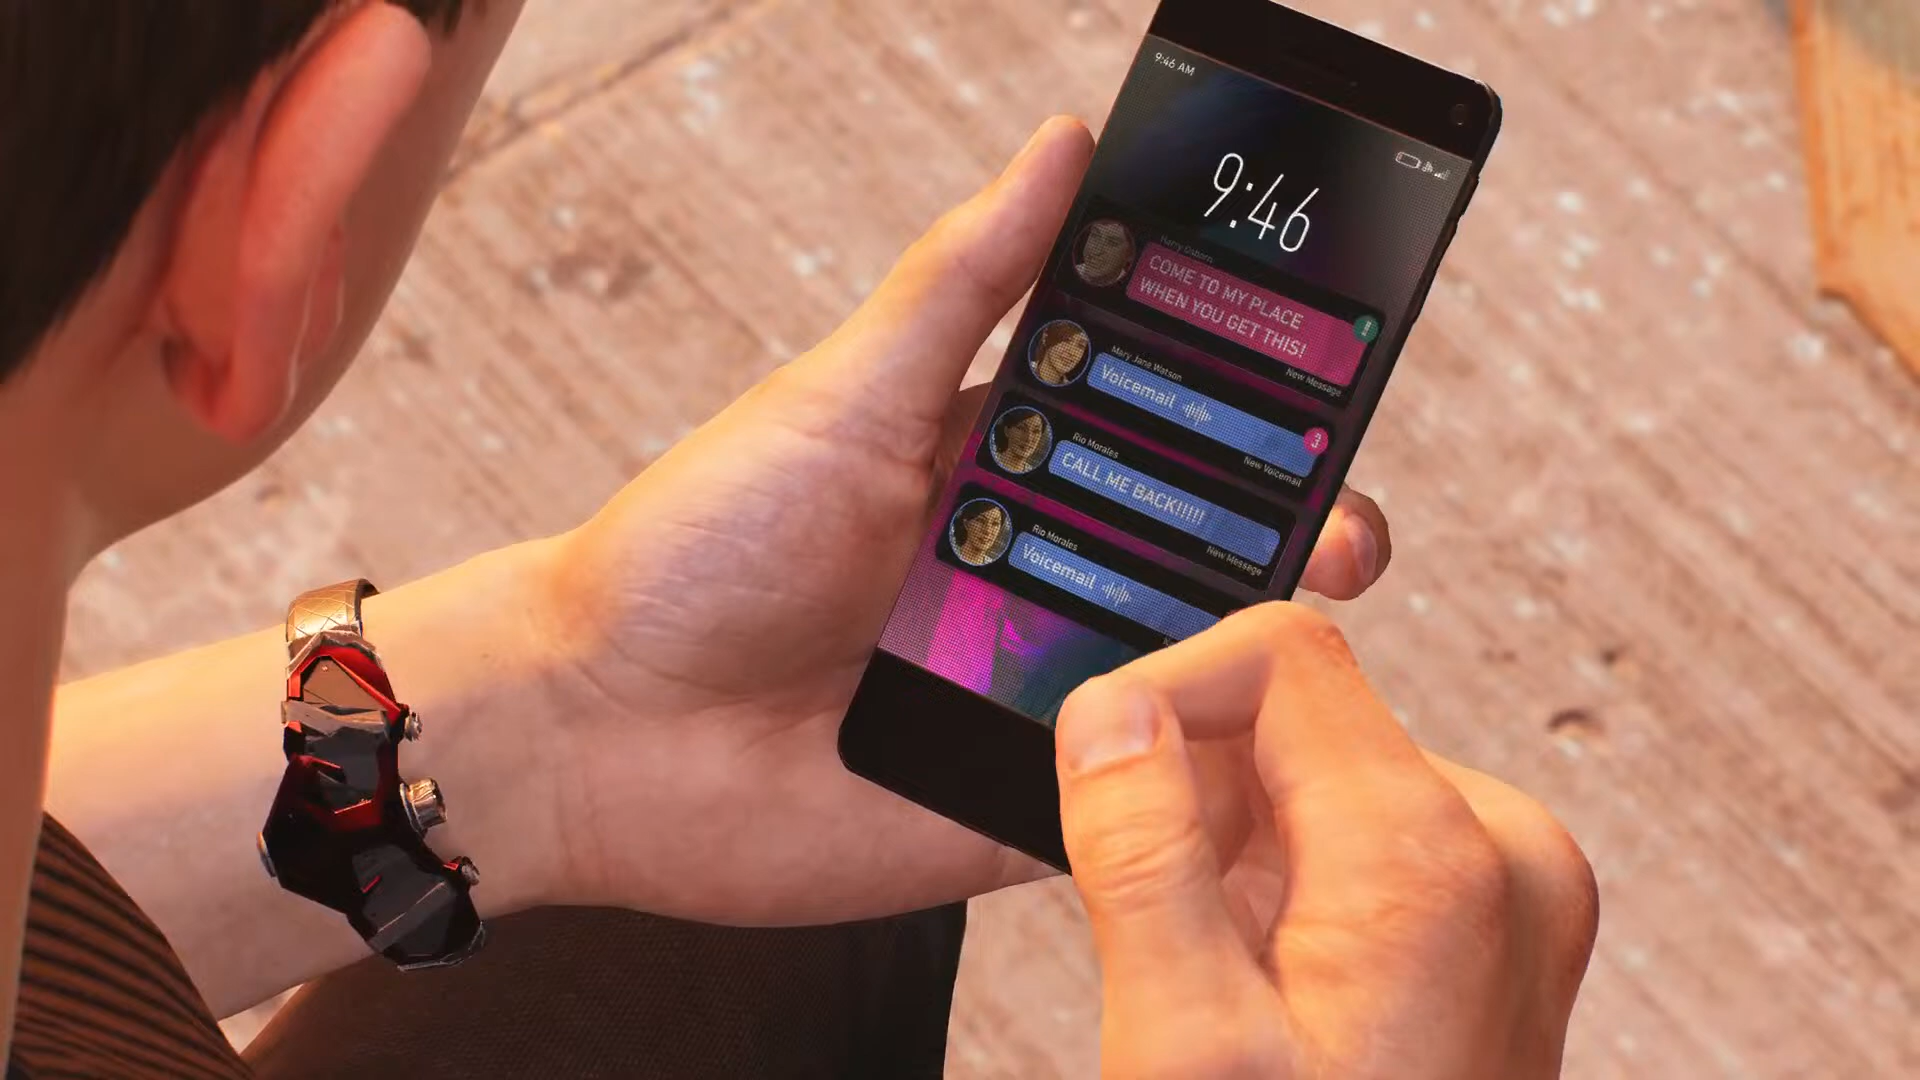 9:46 AM
9:46
Harry Osborn
COME TO MY PLACE
WHEN YOU GET THIS!
New Message
Mary Jane Watson
Voicemail
3
New Voicemail
Rio Morales
CALL ME BACK!!!!!
New Message
Rio Morales
Voicemail